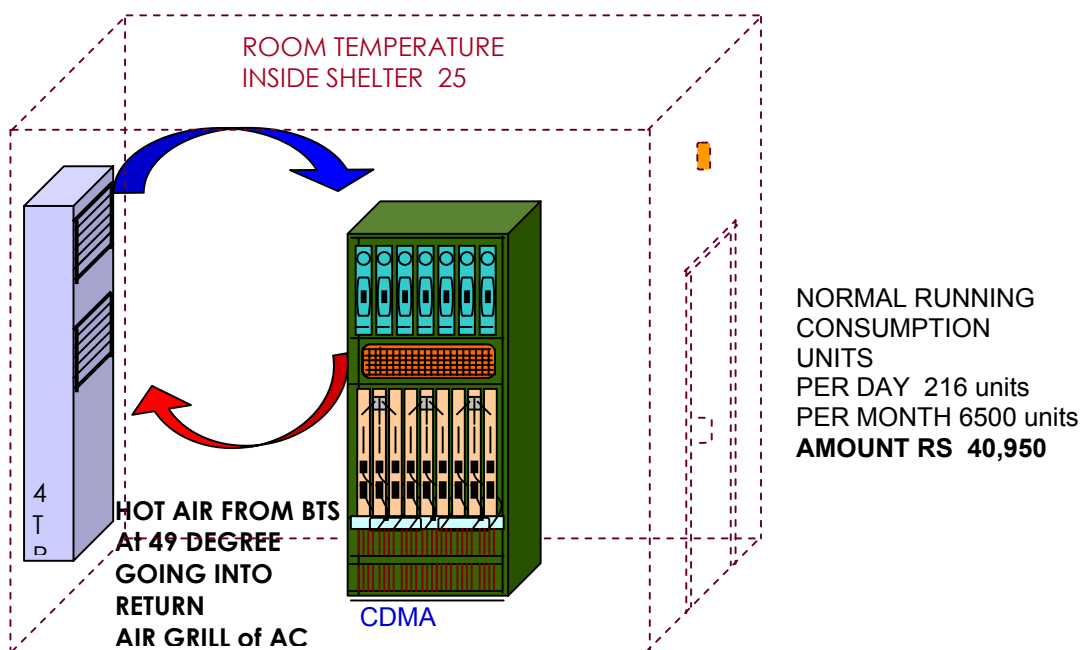 ROOM TEMPERATURE
INSIDE SHELTER 25
NORMAL RUNNING
CONSUMPTION
UNITS
PER DAY 216 units
PER MONTH 6500 units
AMOUNT RS 40,950
4
T
HOT AIR FROM BTS
At 49 DEGREE
GOING INTO
RETURN
AIR GRILL of AC
CDMA